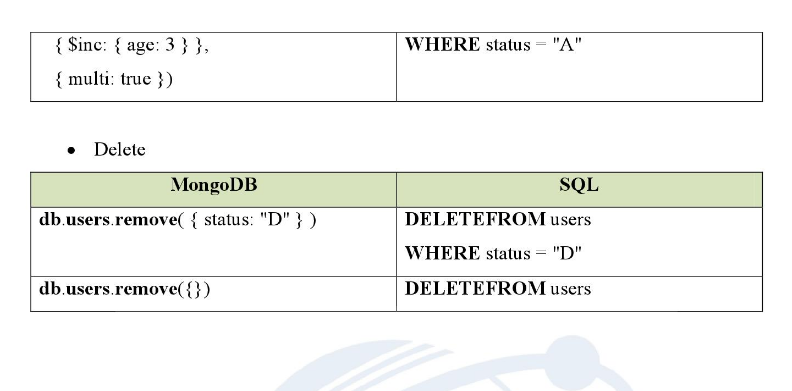 { $inc: { age: 3 } },
{ multi: true })
WHERE status = "A"
• Delete
MongoDB
SQL
db.users.remove( { status: "D" } )
DELETEFROM users
WHERE status = "D"
db.users.remove({})
DELETEFROM users